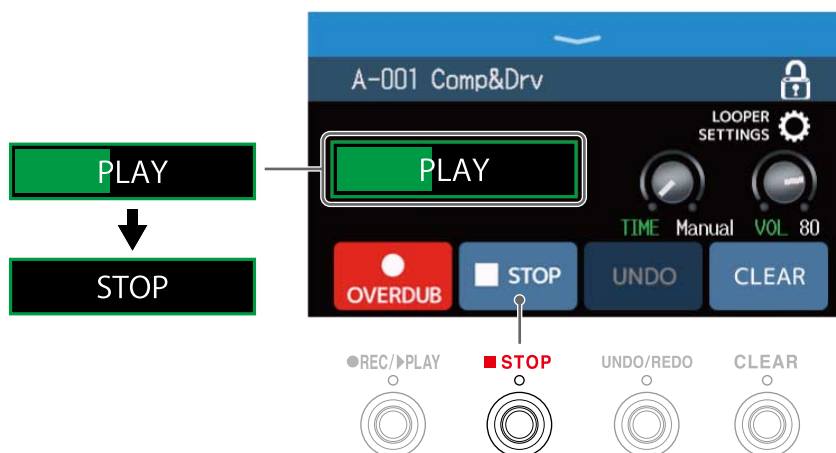 A-001 Comp&Drv
LOOPER
SETTINGS
PLAY
PLAY
TIME Manual VOL 80
STOP
OVERDUB
STOP
UNDO
CLEAR
●REC/▶PLAY
■STOP
UNDO/REDO
CLEAR